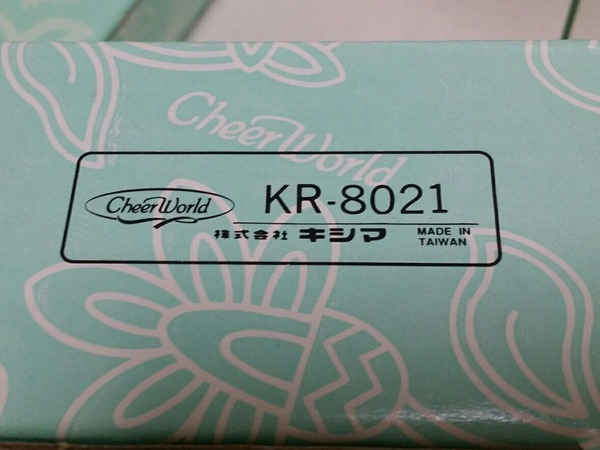 Cheer World
Cheer World
KR-8021
株式会社 キシマ
MADE IN
TAIWAN